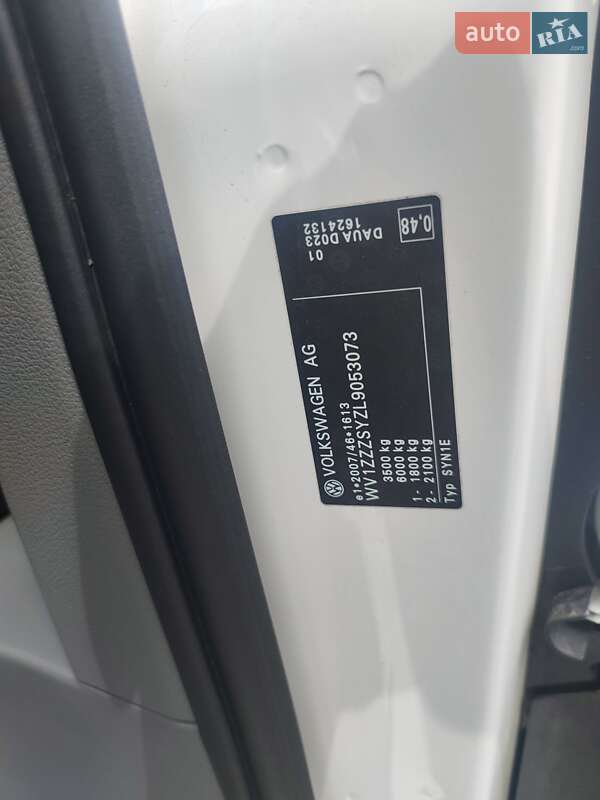 auto RIA.com
VOLKSWAGEN AG
e1*2007/46*1613
WV1ZZZSYZL9053073
3500 kg
6000 kg
1- 1800 kg
2- 2100 kg
Typ SYN1E
01
DAUA D023
1624132
0,48